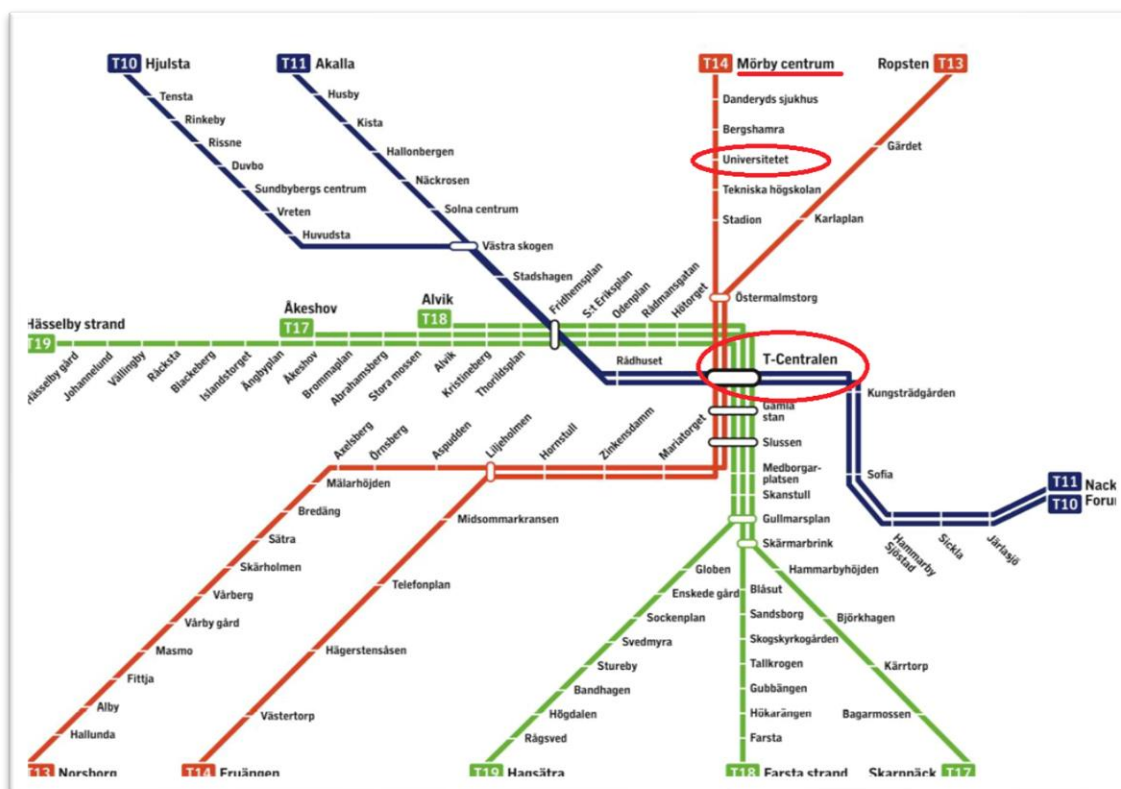 T10 Hjulsta
Tensta
Rinkeby
Rissne
Duvbo
Sundbybergs centrum
Vreten
Huvudsta
T11 Akalla
Husby
Kista
Hallonbergen
Näckrosen
Solna centrum
Västra skogen
Stadshagen
T14 Mörby centrum
Danderyds sjukhus
Bergshamra
Universitetet
Tekniska högskolan
Stadion
Ropsten T13
Gärdet
Karlaplan
Östermalmstorg
Hässelby strand
T19
Åkeshov
T17
Alvik
T18
Hässelby gård
Johannelund
Vällingby
Råcksta
Blackeberg
Islandstorget
Ängbyplan
Åkeshov
Brommaplan
Abrahamsberg
Stora mossen
Alvik
Kristineberg
Thorildsplan
Fridhemsplan
S:t Eriksplan
Odenplan
Rådmansgatan
Hötorget
Rådhuset
T-Centralen
Kungsträdgården
Gamla
stan
Slussen
Medborgar-
platsen
Skanstull
Gullmarsplan
Skärmarbrink
Sofia
Hammarby
Sjöstad
Sickla
Järlasjö
T11 Nack
T10 Foru
Mariatorget
Zinkensdamm
Hornstull
Liljeholmen
Aspudden
Örnsberg
Axelsberg
Mälarhöjden
Bredäng
Sätra
Skärholmen
Vårberg
Vårby gård
Masmo
Fittja
Alby
Hallunda
T13 Norsborg
Midsommarkransen
Telefonplan
Hägerstensåsen
Västertorp
T14 Fruängen
Globen
Enskede gård
Sockenplan
Svedmyra
Stureby
Bandhagen
Högdalen
Rågsved
T19 Hagsätra
Blåsut
Sandsborg
Skogskyrkogården
Tallkrogen
Gubbängen
Hökarängen
Farsta
T18 Farsta strand
Hammarbyhöjden
Björkhagen
Kärrtorp
Bagarmossen
Skarpnäck T17